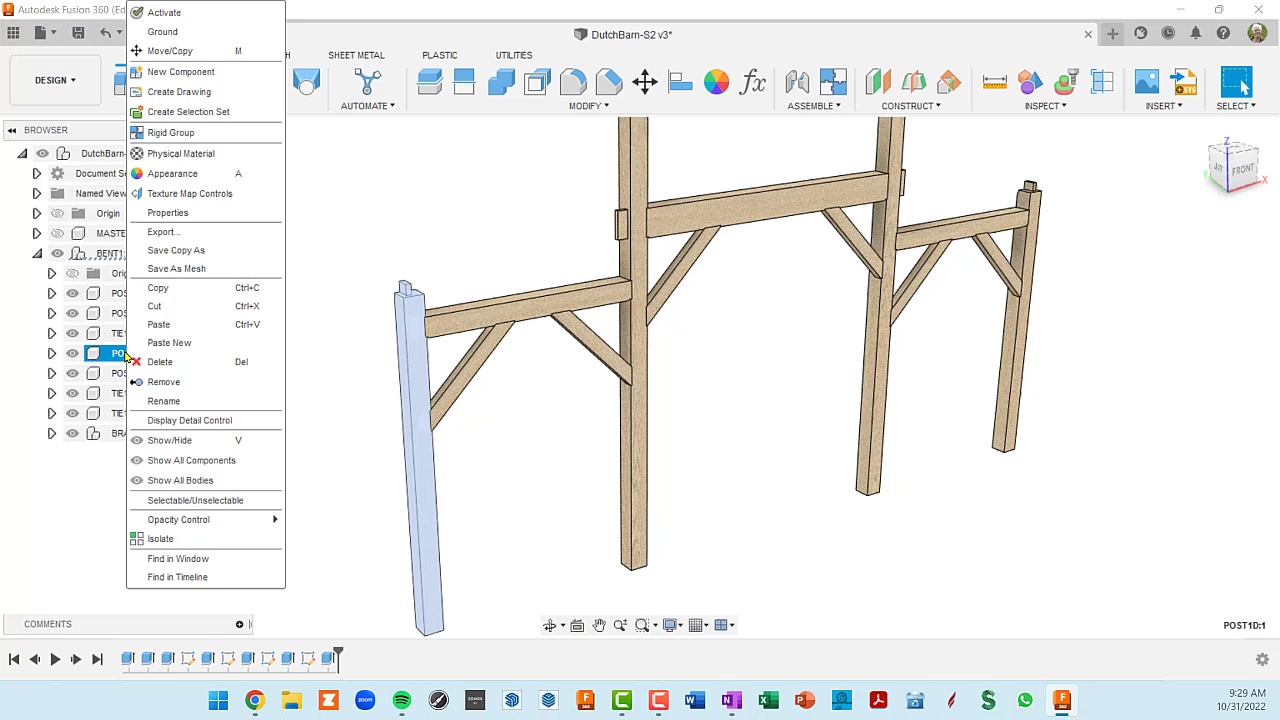 Autodesk Fusion 360 (Ed
DutchBarn-S2 v3*
DESIGN
SHEET METAL
PLASTIC
UTILITIES
AUTOMATE
MODIFY
ASSEMBLE
CONSTRUCT
INSPECT
INSERT
SELECT
BROWSER
DutchBarn-
Document Se
Named View
Origin
MASTE
BENT1:
Orig
POS
POS
TIE1
PO
POS
TIE1
TIE1
BRA
Activate
Ground
Move/Copy M
New Component
Create Drawing
Create Selection Set
Rigid Group
Physical Material
Appearance A
Texture Map Controls
Properties
Export...
Save Copy As
Save As Mesh
Copy Ctrl+C
Cut Ctrl+X
Paste Ctrl+V
Paste New
Delete Del
Remove
Rename
Display Detail Control
Show/Hide V
Show All Components
Show All Bodies
Selectable/Unselectable
Opacity Control
Isolate
Find in Window
Find in Timeline
Z
FRONT
X
COMMENTS
POST1D:1
9:29 AM
10/31/2022